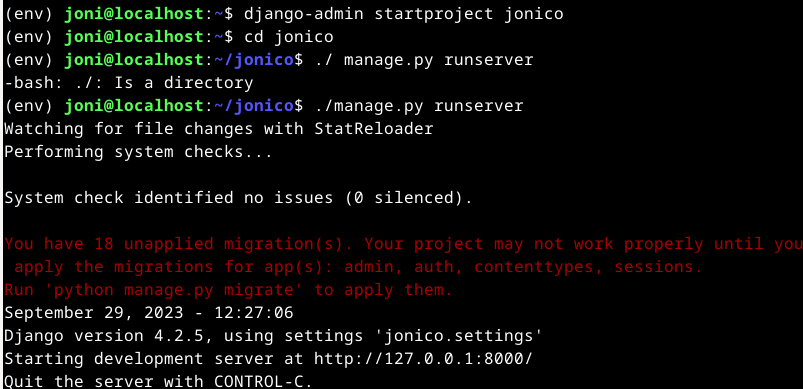 (env) joni@localhost:~$ django-admin startproject jonico
(env) joni@localhost:~$ cd jonico
(env) joni@localhost:~/jonico$ ./ manage.py runserver
-bash: ./: Is a directory
(env) joni@localhost:~/jonico$ ./manage.py runserver
Watching for file changes with StatReloader
Performing system checks...
System check identified no issues (0 silenced).
You have 18 unapplied migration(s). Your project may not work properly until you
apply the migrations for app(s): admin, auth, contenttypes, sessions.
Run 'python manage.py migrate' to apply them.
September 29, 2023 - 12:27:06
Django version 4.2.5, using settings 'jonico.settings'
Starting development server at http://127.0.0.1:8000/
Quit the server with CONTROL-C.